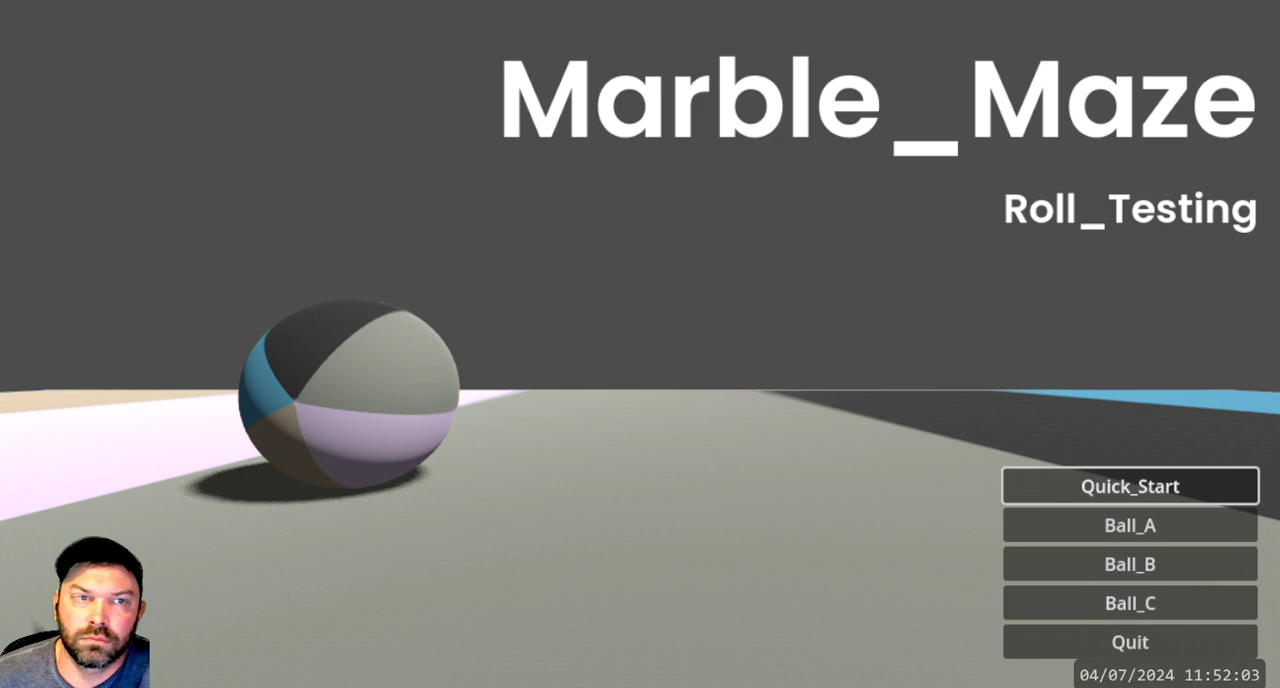 Marble_Maze
Roll_Testing
Quick_Start
Ball_A
Ball_B
Ball_C
Quit
04/07/2024 11:52:03